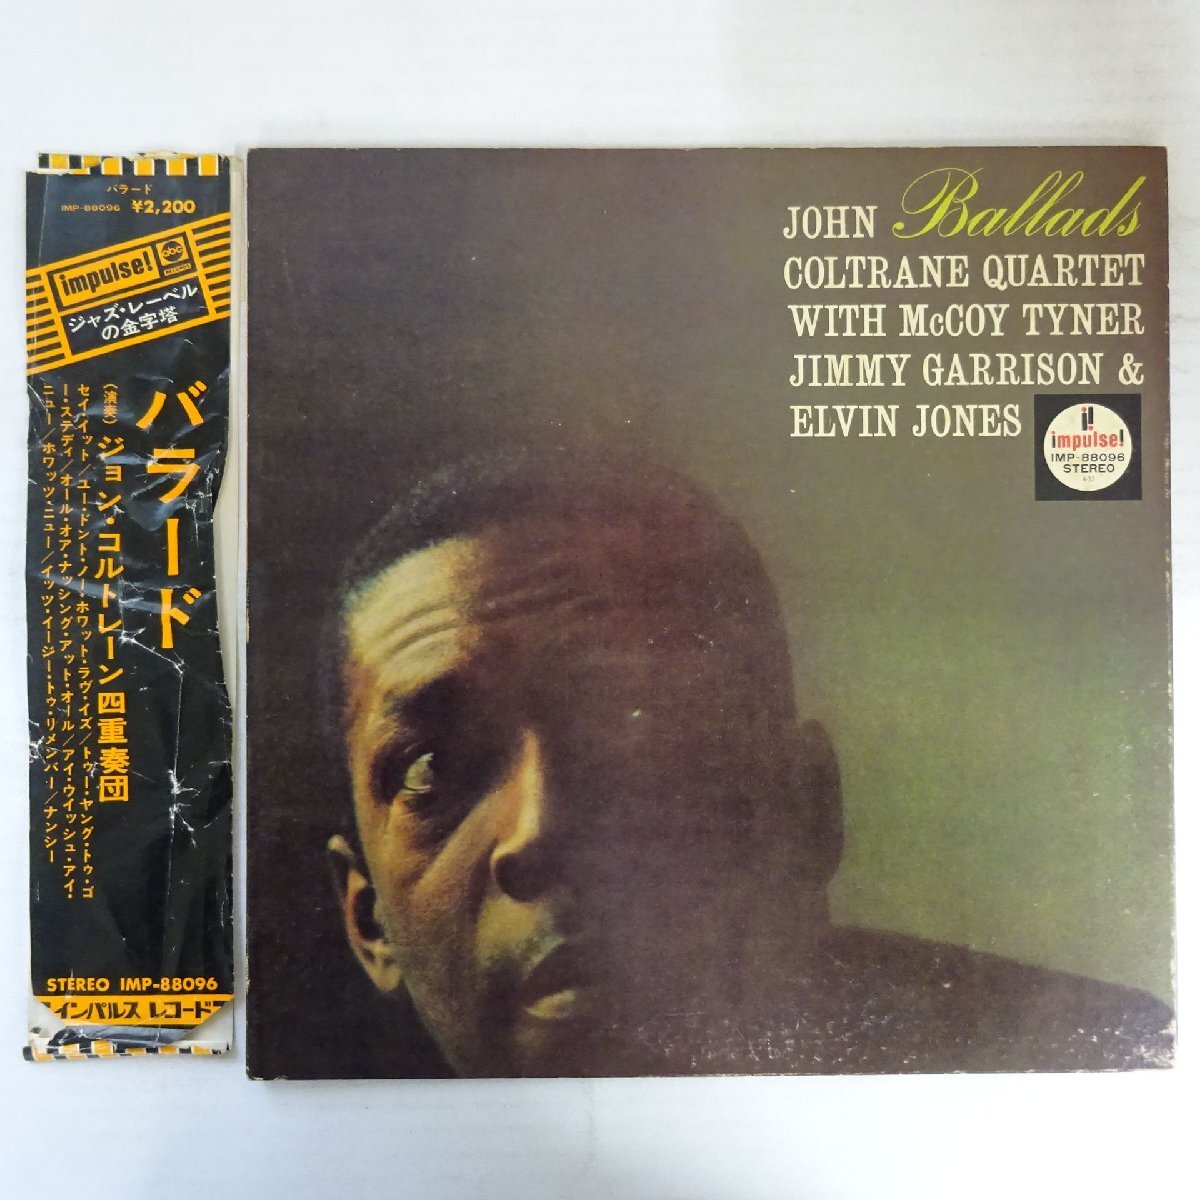 バラード
IMP-88096 ¥2,200
impulse!
abc
RECORDS
ジャズ・レーベル
の金字塔
バラード
(演奏) ジョン・コルトレーン四重奏団
セイ・イット/ユー・ドント・ノー・ホワット・ラヴ・イズ/トゥー・ヤング・トゥ・ゴ
ー・ステディ/オール・オア・ナッシング・アット・オール/アイ・ウイッシュ・アイ・
ニュー/ホワッツ・ニュー/イッツ・イージー・トゥ・リメンバー/ナンシー
STEREO IMP-88096
インパルス レコード
JOHN Ballads
COLTRANE QUARTET
WITH McCOY TYNER
JIMMY GARRISON &
ELVIN JONES
impulse!
IMP-88096
STEREO